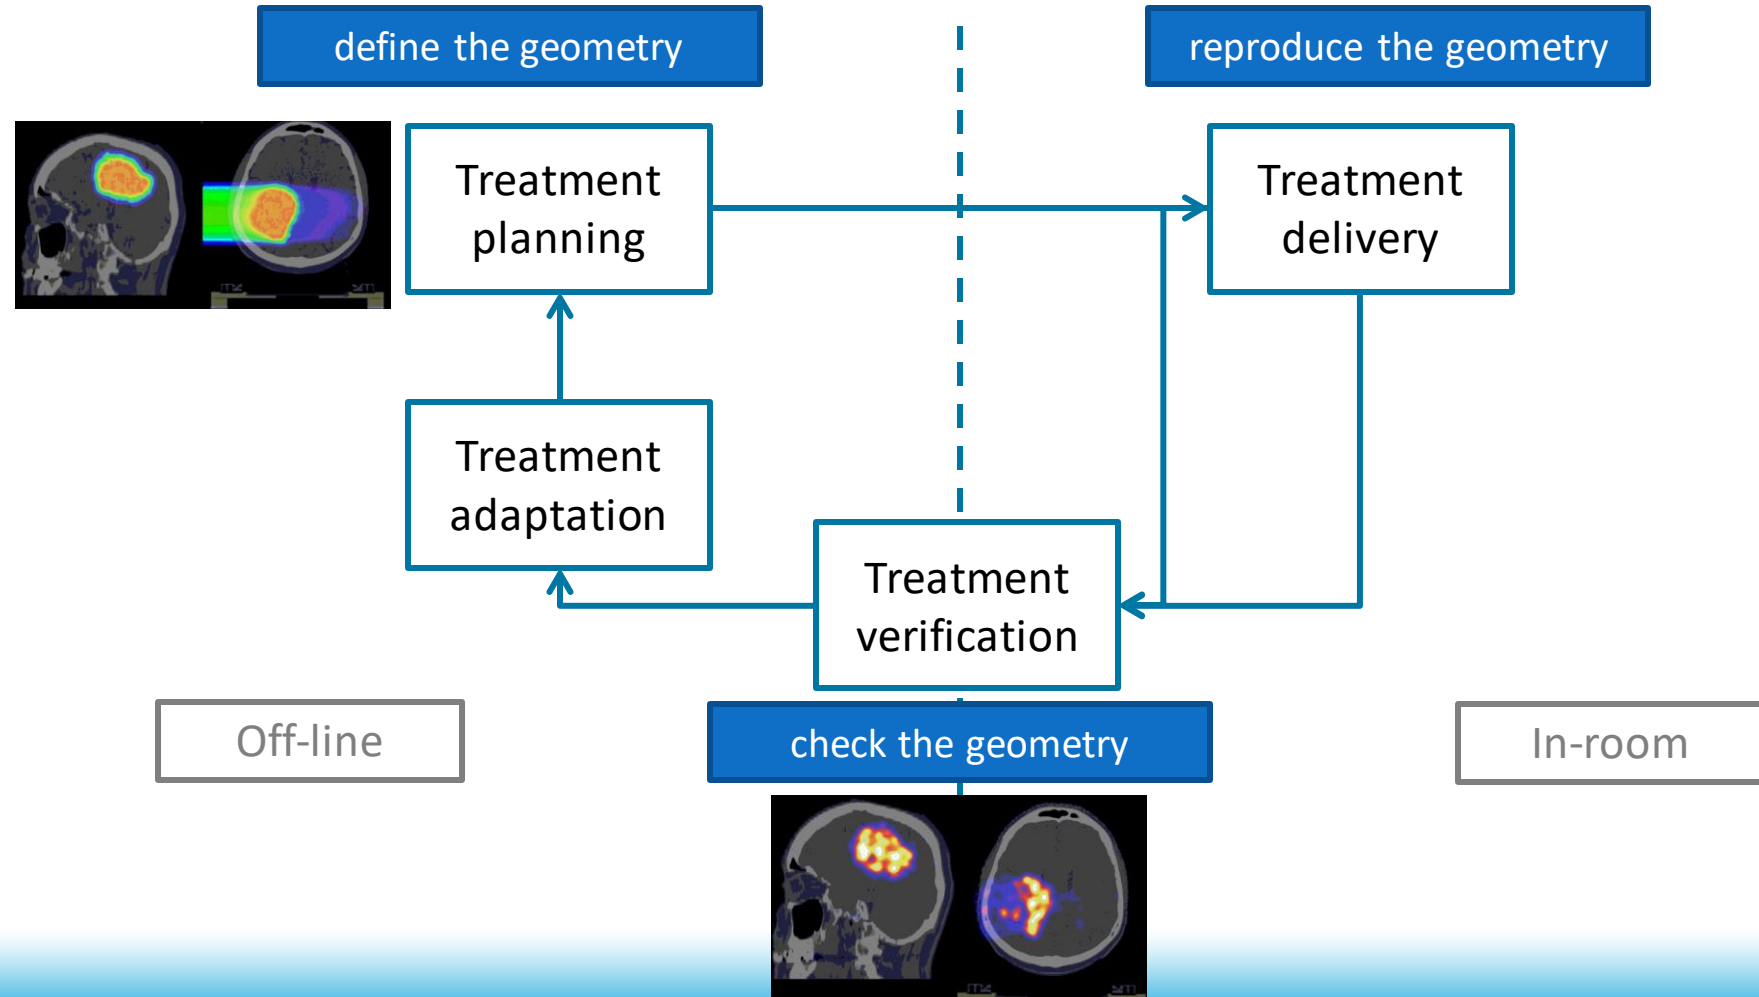 define the geometry
reproduce the geometry
Treatment
planning
Treatment
delivery
Treatment
adaptation
Treatment
verification
Off-line
check the geometry
In-room